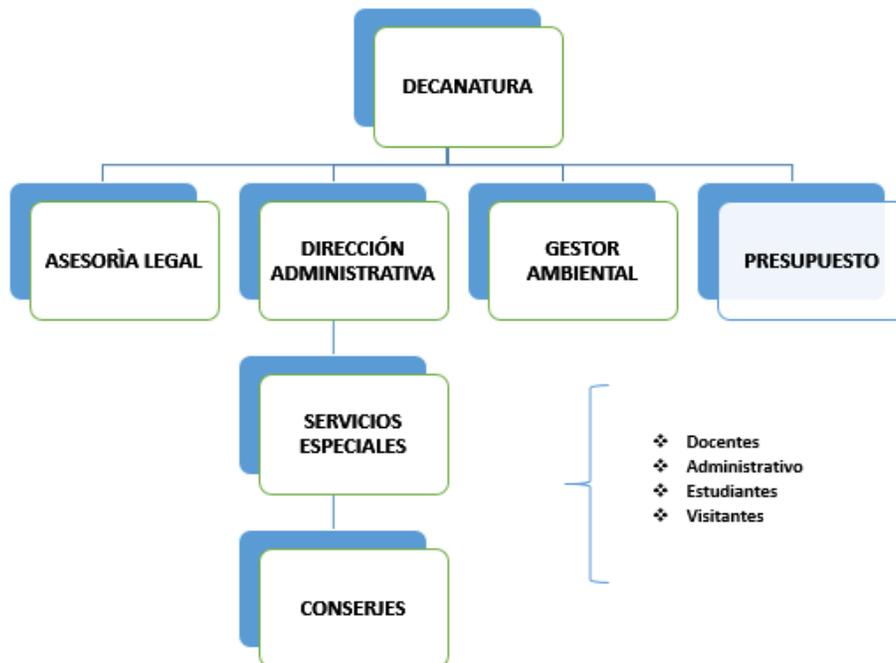 DECANATURA
ASESORÌA LEGAL
DIRECCIÓN
ADMINISTRATIVA
GESTOR
AMBIENTAL
PRESUPUESTO
SERVICIOS
ESPECIALES
❖ Docentes
❖ Administrativo
❖ Estudiantes
❖ Visitantes
CONSERJES